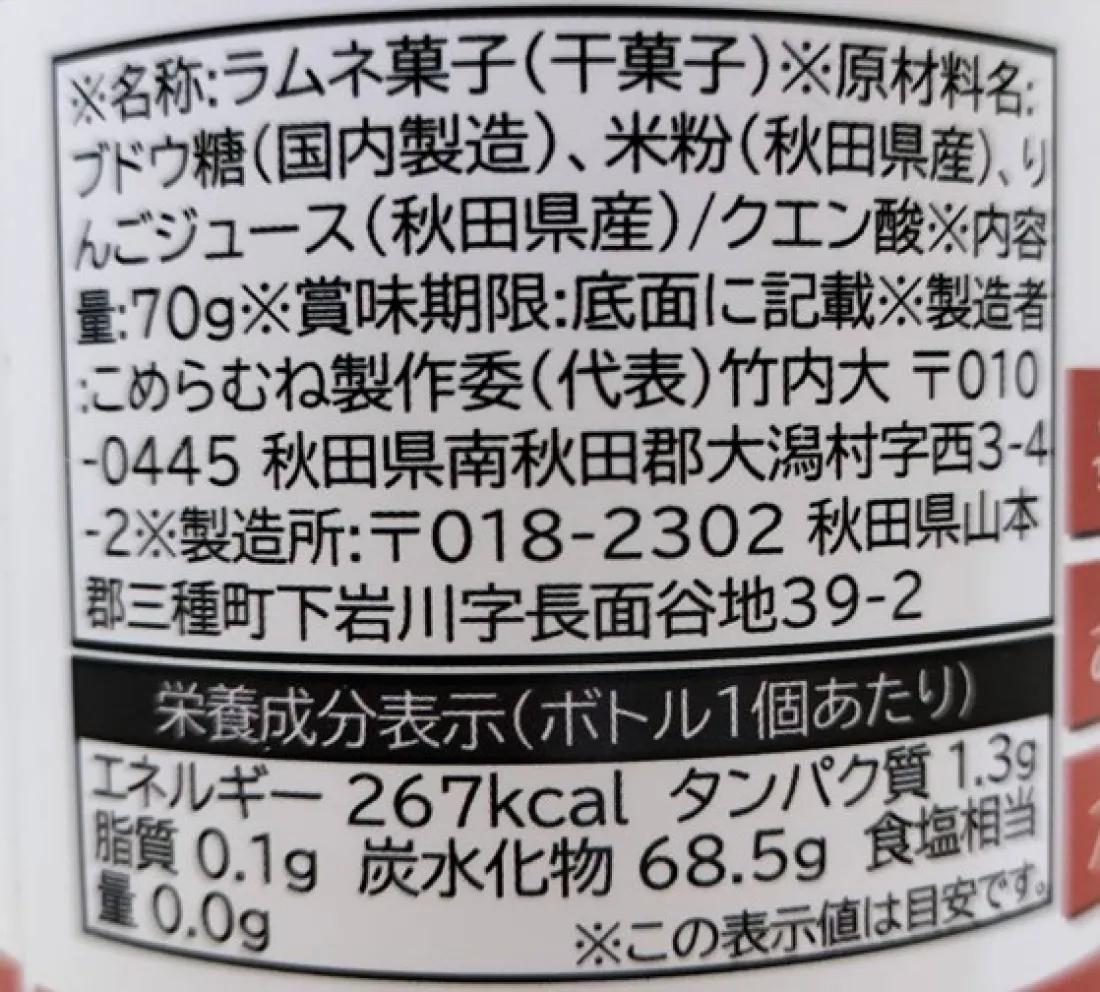 ※名称:ラムネ菓子(干菓子)※原材料名:
ブドウ糖(国内製造)、米粉(秋田県産)、り
んごジュース(秋田県産)/クエン酸※内容
量:70g※賞味期限:底面に記載※製造者
:こめらむね製作委(代表)竹内大 〒010
-0445 秋田県南秋田郡大潟村字西3-4
-2※製造所:〒018-2302 秋田県山本
郡三種町下岩川字長面谷地39-2
栄養成分表示(ボトル1個あたり)
エネルギー 267kcal タンパク質 1.3g
脂質 0.1g 炭水化物 68.5g 食塩相当
量 0.0g ※この表示値は目安です。